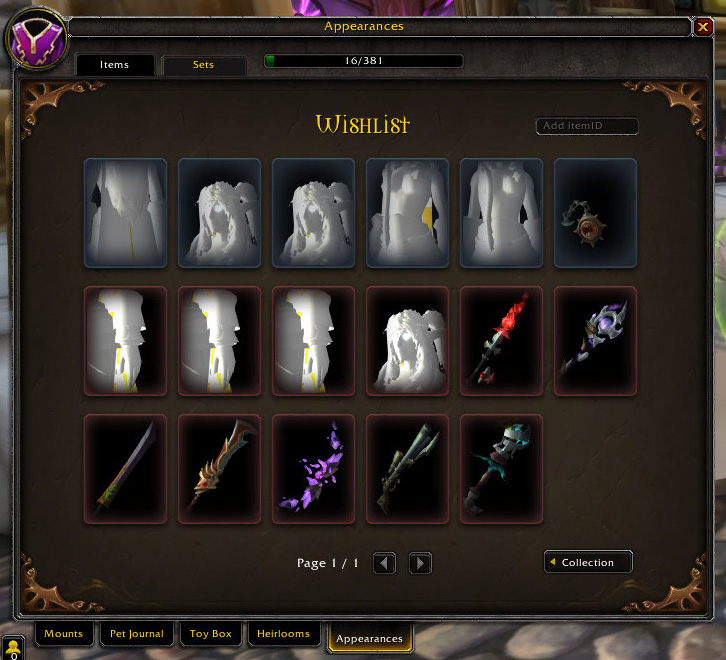 Appearances
Items
Sets
16/381
Wishlist
Add itemID
Page 1 / 1
Collection
Mounts
Pet Journal
Toy Box
Heirlooms
Appearances
0